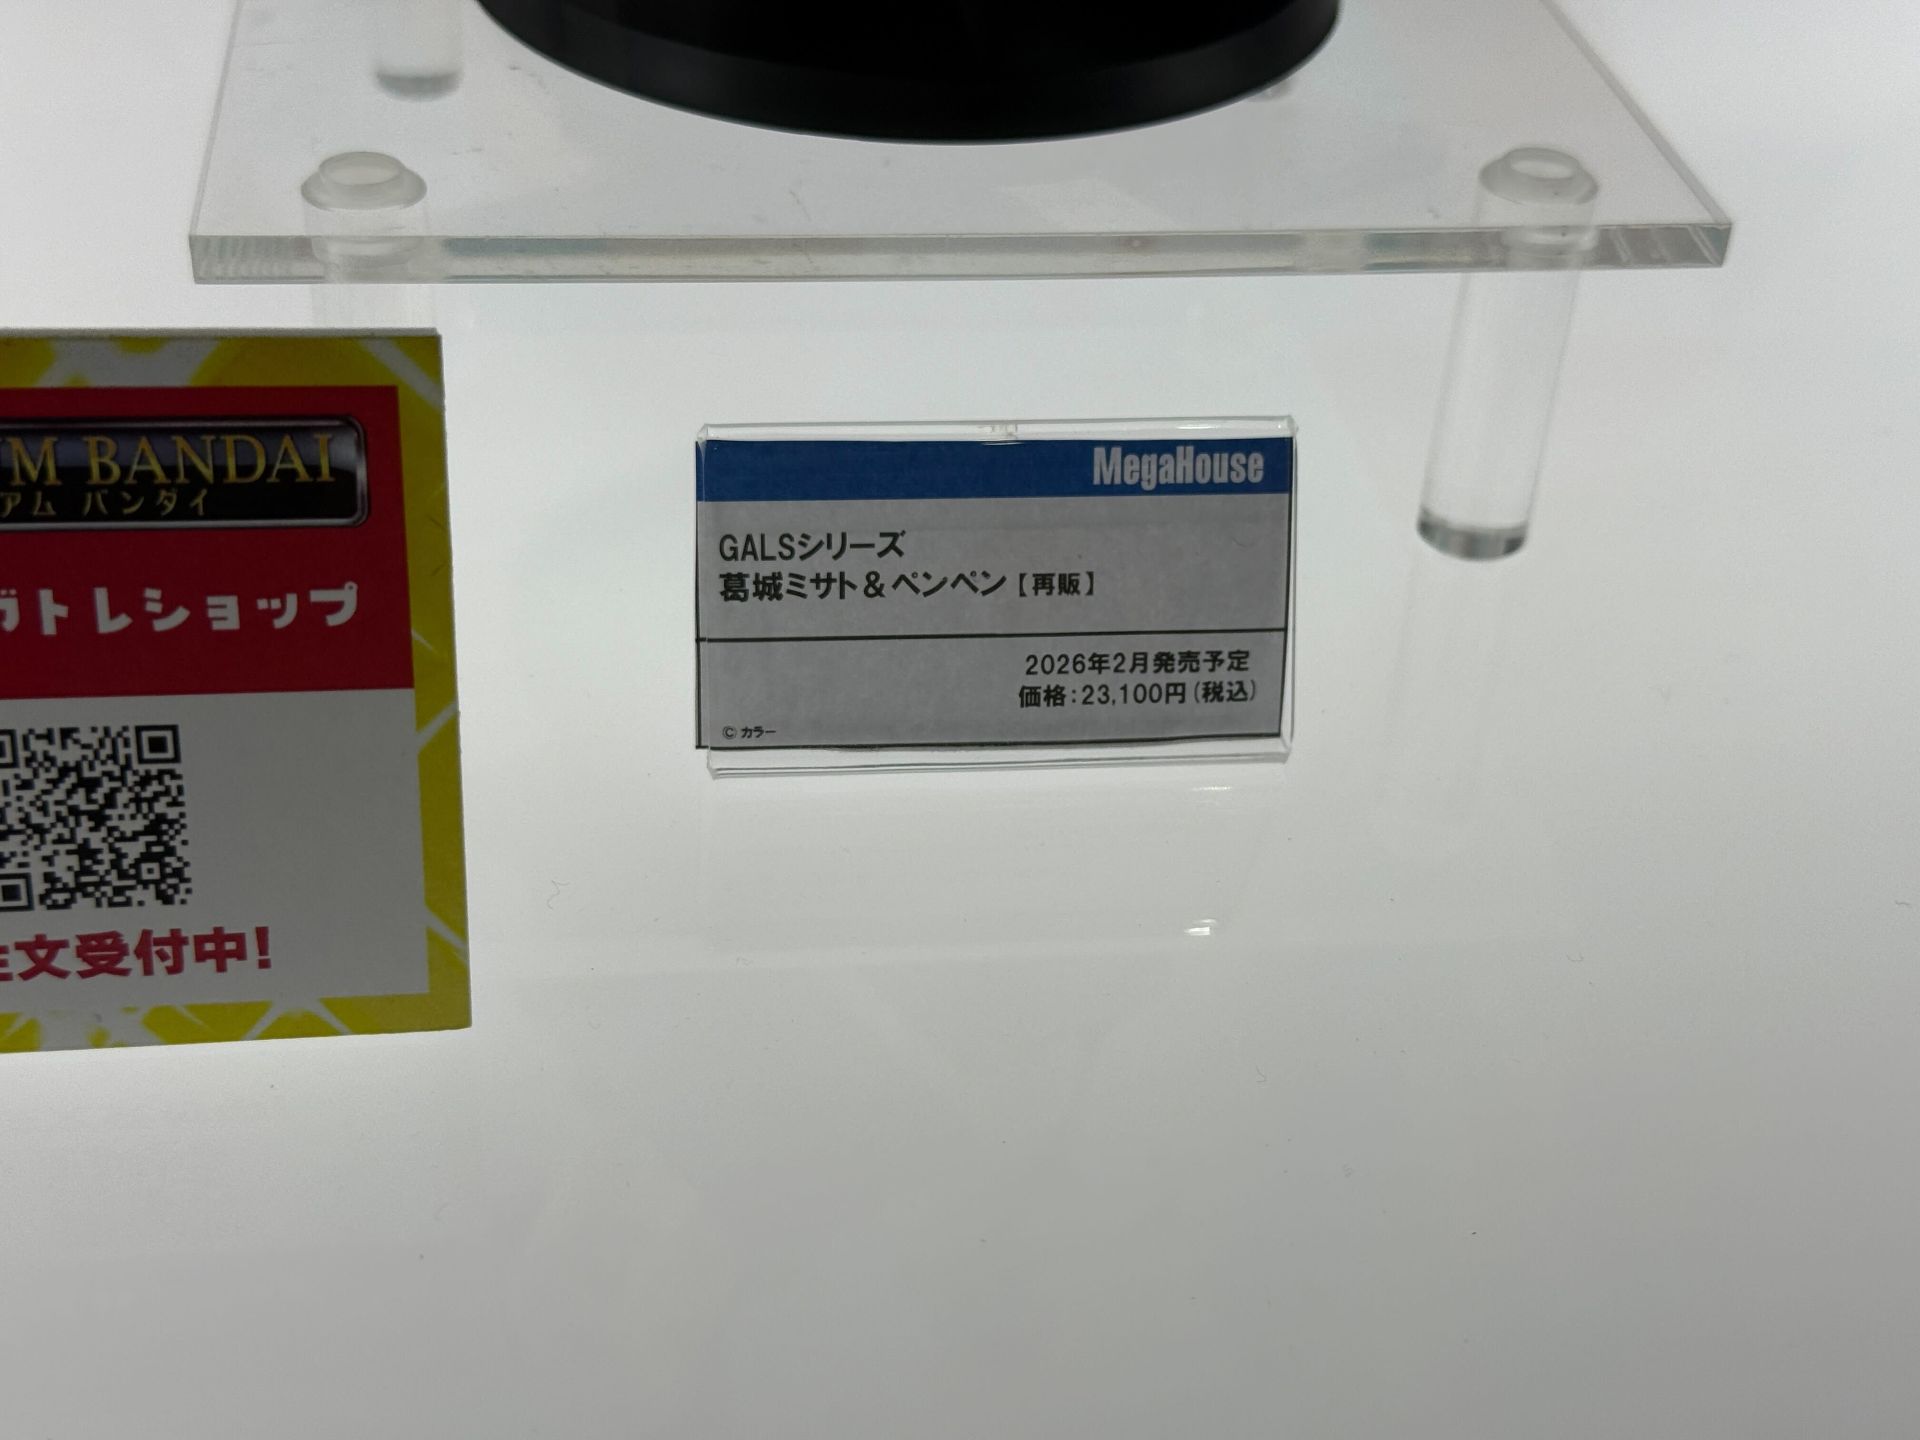 UM BANDAI
アム バンダイ
ガトレショップ
注文受付中!
MegaHouse
GALSシリーズ
葛城ミサト&ペンペン【再販】
2026年2月発売予定
価格:23,100円(税込)
© カラー